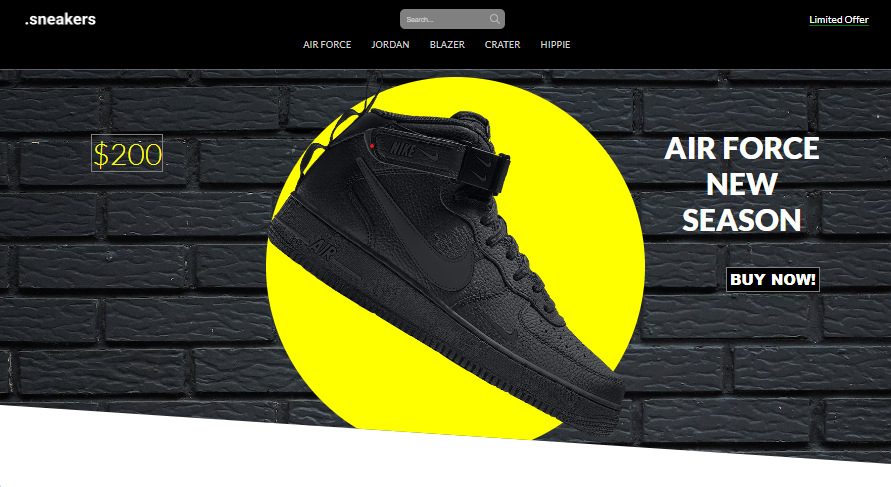 .sneakers
Search...
Limited Offer
AIR FORCE JORDAN BLAZER CRATER HIPPIE
$200
AIR FORCE
NEW
SEASON
BUY NOW!
NIKE
AIR